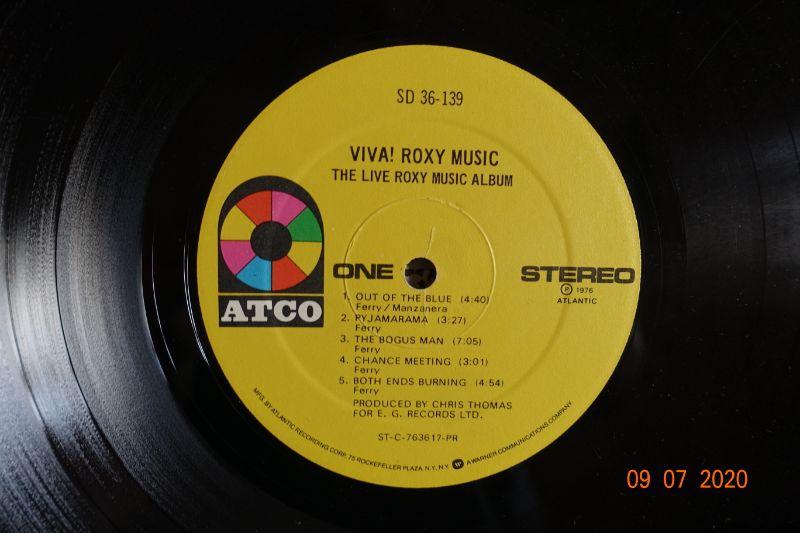 SD 36-139
VIVA! ROXY MUSIC
THE LIVE ROXY MUSIC ALBUM
ATCO
ONE
STEREO
℗ 1976
ATLANTIC
1. OUT OF THE BLUE (4:40)
Ferry/Manzanera
2. PYJAMARAMA (3:27)
Ferry
3. THE BOGUS MAN (7:05)
Ferry
4. CHANCE MEETING (3:01)
Ferry
5. BOTH ENDS BURNING (4:54)
Ferry
PRODUCED BY CHRIS THOMAS
FOR E. G. RECORDS LTD.
ST-C-763617-PR
MFG. BY ATLANTIC RECORDING CORP. 75 ROCKEFELLER PLAZA, N.Y., N.Y. W A WARNER COMMUNICATIONS COMPANY
09 07 2020